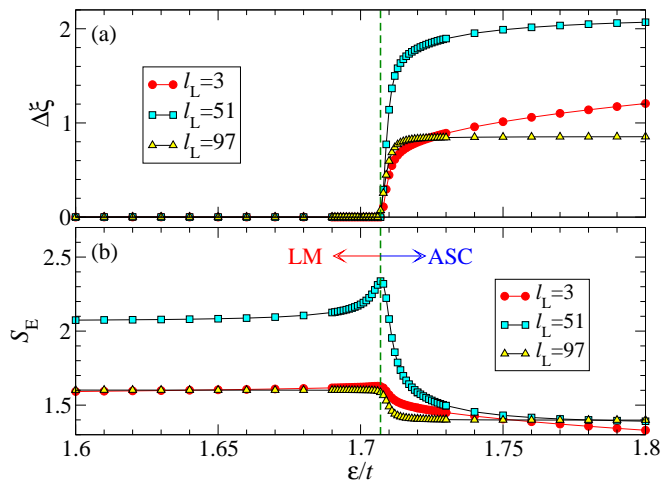 (a)
2
1
0
Δξ
l_L=3
l_L=51
l_L=97
(b)
LM
ASC
2.5
2
1.5
S_E
l_L=3
l_L=51
l_L=97
1.6
1.65
1.7
1.75
1.8
ε/t